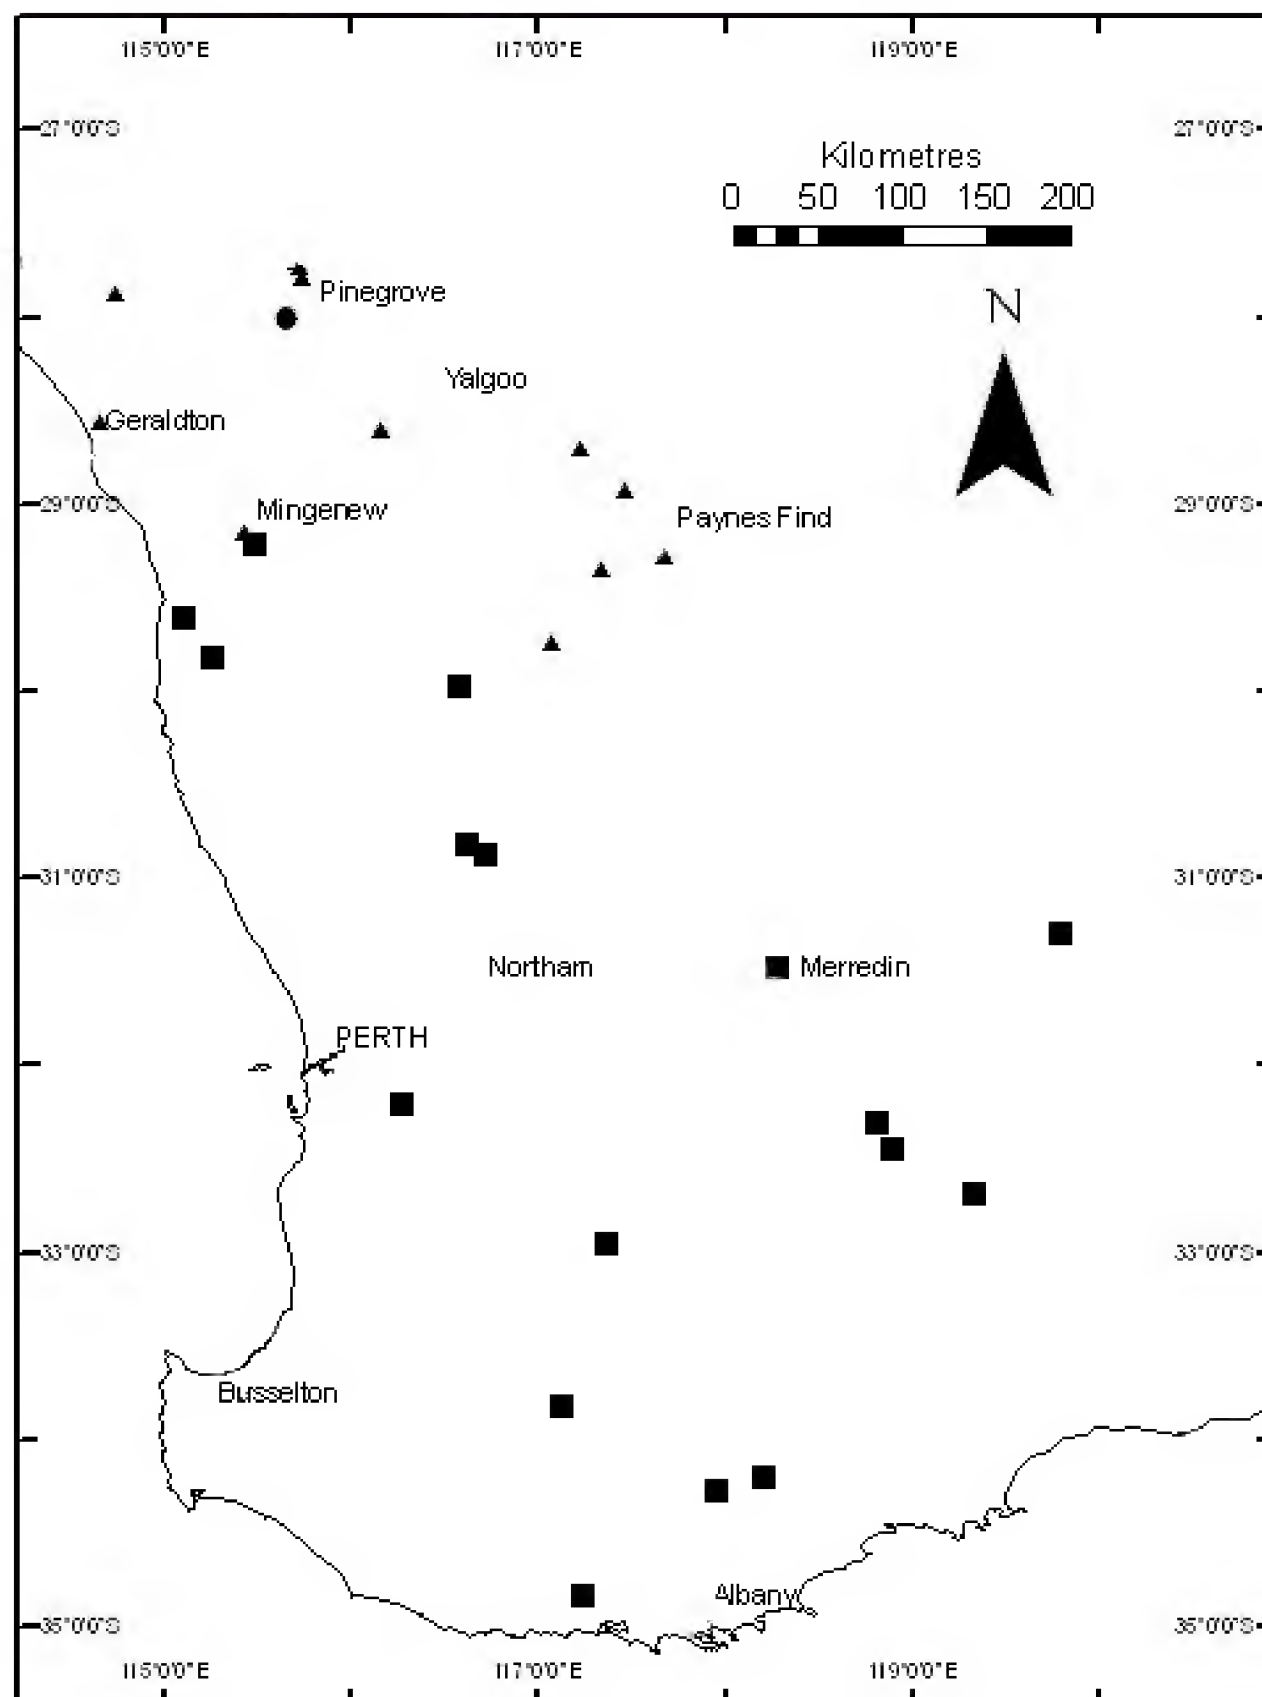 115°0'0"E 117°0'0"E 119°0'0"E
27°0'0"S 27°0'0"S
Kilometres
0 50 100 150 200
Pinegrove
N
Yalgoo
Geraldton
29°0'0"S 29°0'0"S
Mingenew
Paynes Find
31°0'0"S 31°0'0"S
Northam Merredin
PERTH
33°0'0"S 33°0'0"S
Busselton
Albany
35°0'0"S 35°0'0"S
115°0'0"E 117°0'0"E 119°0'0"E